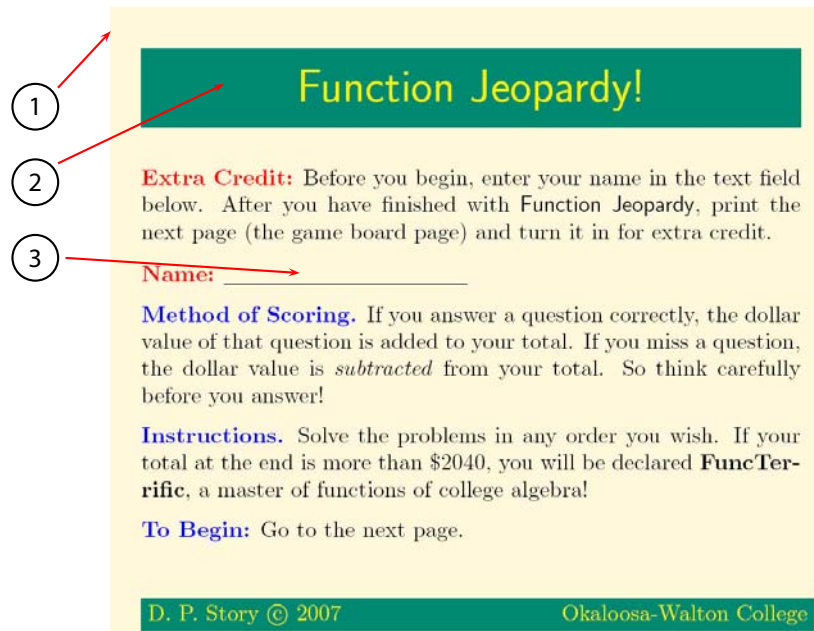 1
Function Jeopardy!
2
Extra Credit: Before you begin, enter your name in the text field
below. After you have finished with Function Jeopardy, print the
next page (the game board page) and turn it in for extra credit.
3
Name:
Method of Scoring. If you answer a question correctly, the dollar
value of that question is added to your total. If you miss a question,
the dollar value is subtracted from your total. So think carefully
before you answer!
Instructions. Solve the problems in any order you wish. If your
total at the end is more than $2040, you will be declared FuncTer-
rific, a master of functions of college algebra!
To Begin: Go to the next page.
D. P. Story © 2007 Okaloosa-Walton College